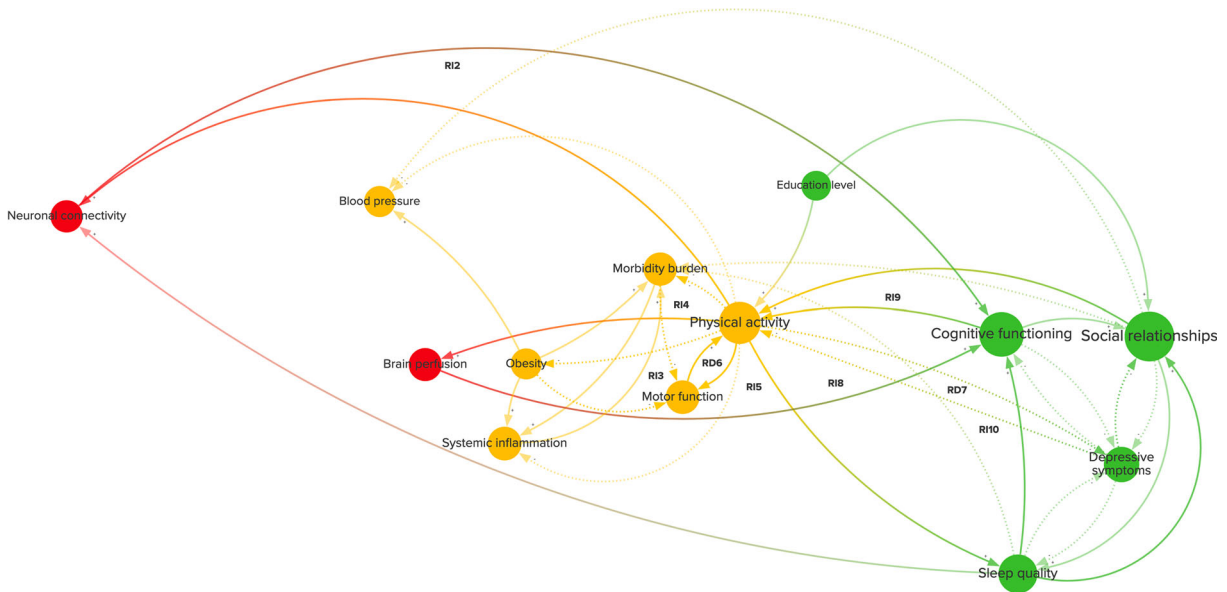 RI2
Education level
Blood pressure
Neuronal connectivity
Morbidity burden
RI4
RI9
Physical activity
Cognitive functioning
Social relationships
Brain perfusion
Obesity
RD6
RI3
RI5
RI8
RD7
Motor function
RI10
Systemic inflammation
Depressive
symptoms
Sleep quality